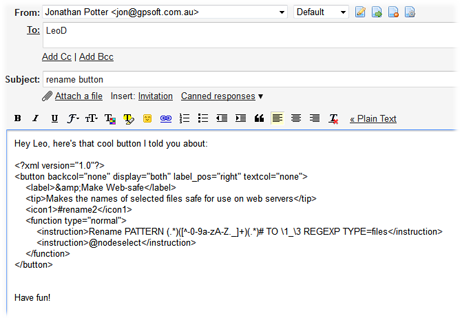 From: Jonathan Potter <jon@gpsoft.com.au> Default
To: LeoD
Add Cc | Add Bcc
Subject: rename button
Attach a file Insert: Invitation Canned responses ▼
B I U F T T T « Plain Text
Hey Leo, here's that cool button I told you about:
<?xml version="1.0"?>
<button backcol="none" display="both" label_pos="right" textcol="none">
<label>&amp;Make Web-safe</label>
<tip>Makes the names of selected files safe for use on web servers</tip>
<icon1>#rename2</icon1>
<function type="normal">
<instruction>Rename PATTERN (.*)([^-0-9a-zA-Z._]+)(.*)# TO \1_\3 REGEXP TYPE=files</instruction>
<instruction>@nodeselect</instruction>
</function>
</button>
Have fun!